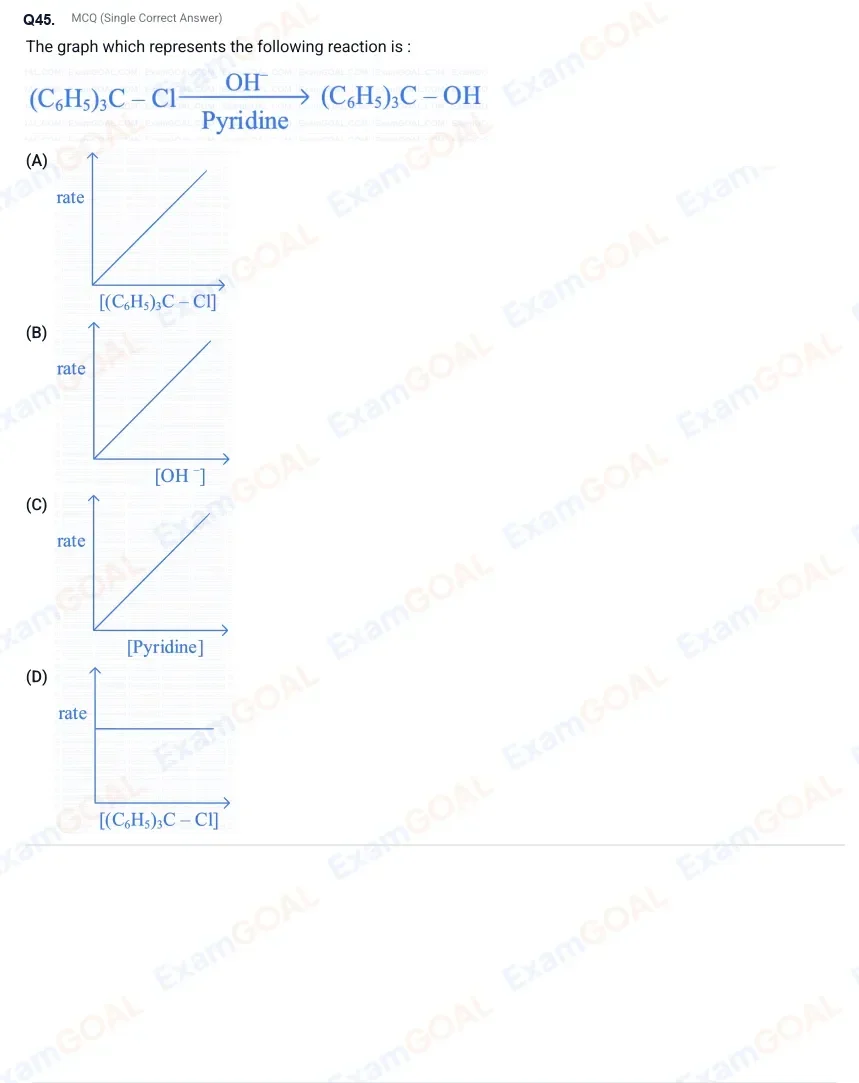 Q45. MCQ (Single Correct Answer)
The graph which represents the following reaction is :
(C₆H₅)₃C – Cl OH⁻ Pyridine → (C₆H₅)₃C – OH
(A)
rate
[(C₆H₅)₃C – Cl]
(B)
rate
[OH ⁻]
(C)
rate
[Pyridine]
(D)
rate
[(C₆H₅)₃C – Cl]
ExamGOAL